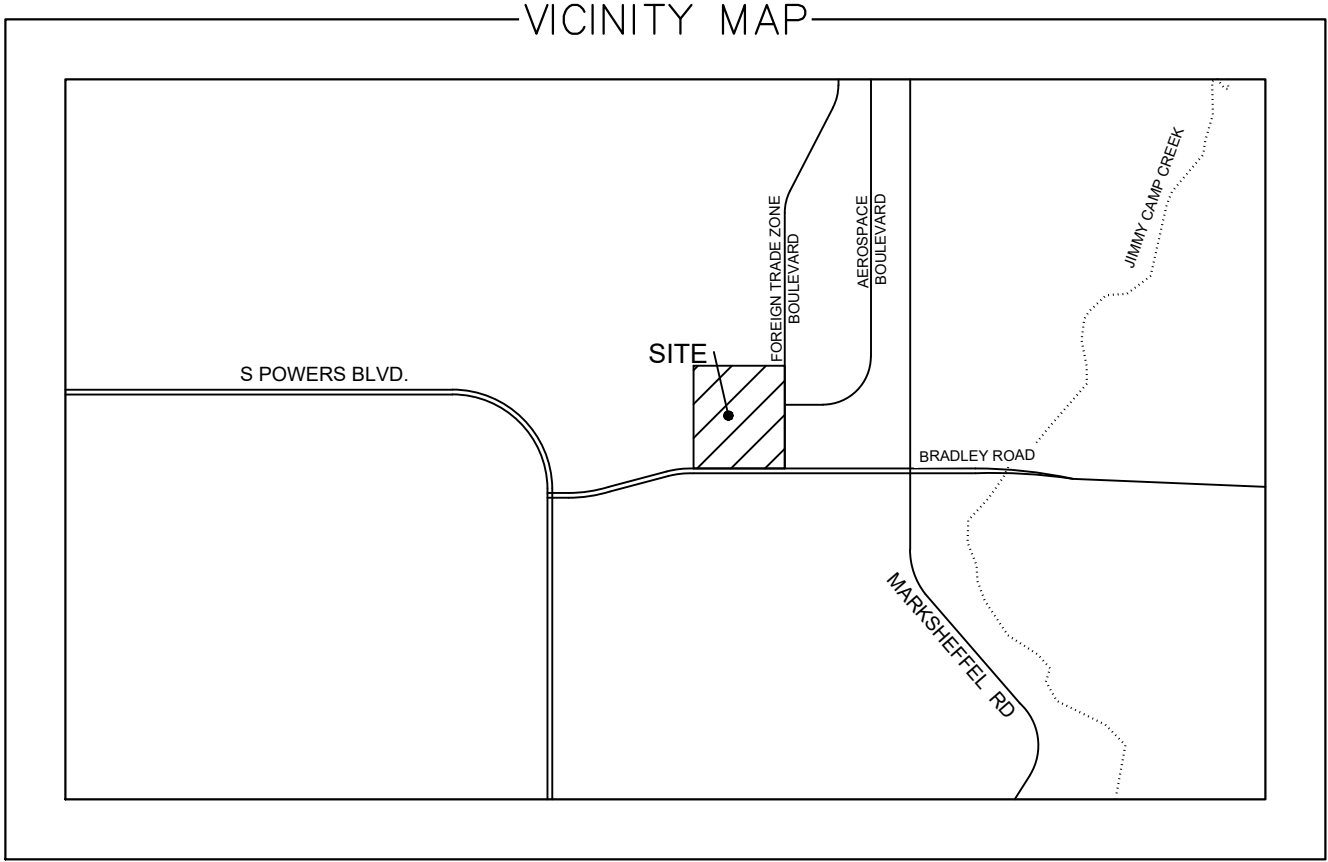 VICINITY MAP
JIMMY CAMP CREEK
FOREIGN TRADE ZONE
BOULEVARD
AEROSPACE
BOULEVARD
SITE
S POWERS BLVD.
BRADLEY ROAD
MARKSHEFFEL RD